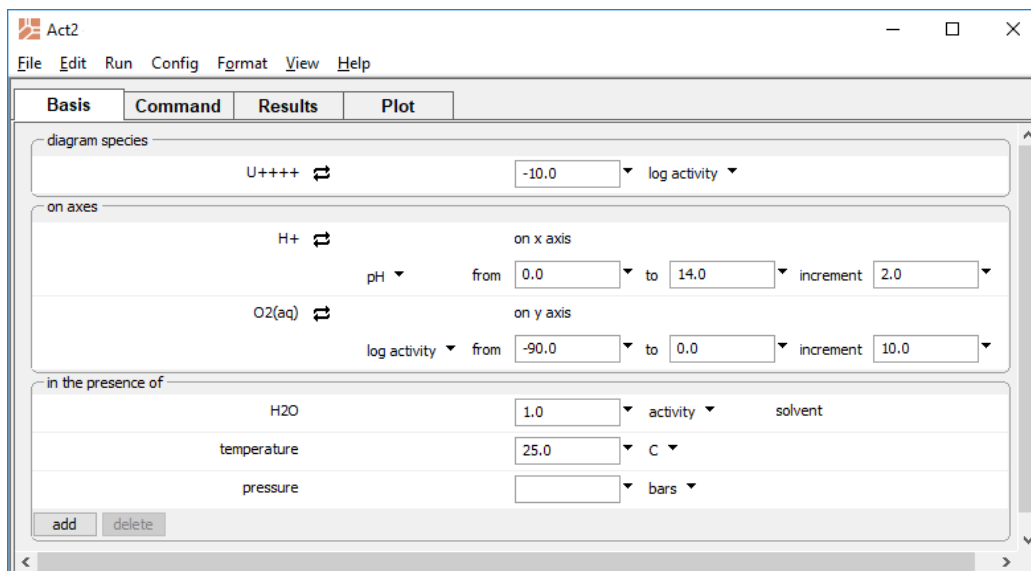 Act2
File Edit Run Config Format View Help
Basis Command Results Plot
diagram species
U++++ -10.0 log activity
on axes
H+ on x axis
pH from 0.0 to 14.0 increment 2.0
O2(aq) on y axis
log activity from -90.0 to 0.0 increment 10.0
in the presence of
H2O 1.0 activity solvent
temperature 25.0 C
pressure bars
add delete